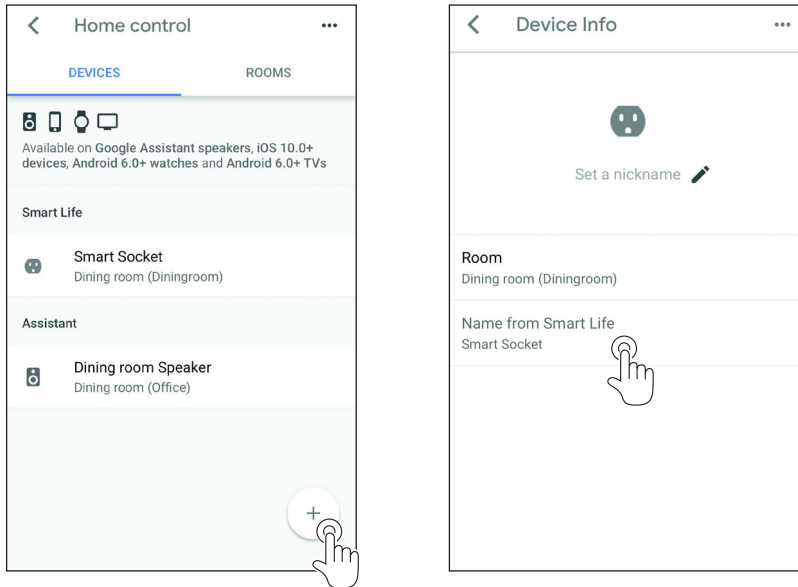 Home control
DEVICES ROOMS
Available on Google Assistant speakers, iOS 10.0+
devices, Android 6.0+ watches and Android 6.0+ TVs
Smart Life
Smart Socket
Dining room (Diningroom)
Assistant
Dining room Speaker
Dining room (Office)
Device Info
Set a nickname
Room
Dining room (Diningroom)
Name from Smart Life
Smart Socket